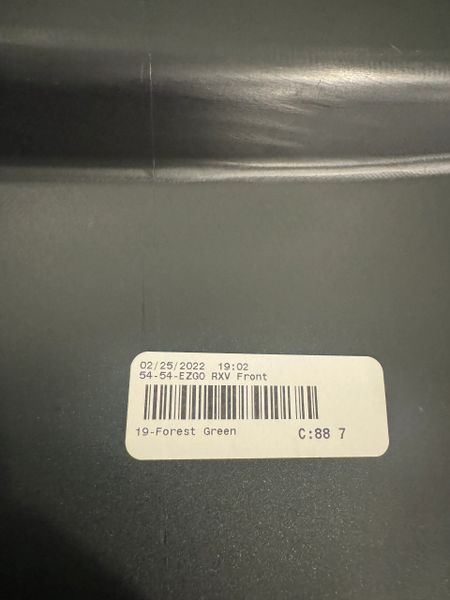 02/25/2022 19:02
54-54-EZGO RXV Front
19-Forest Green C:88 7